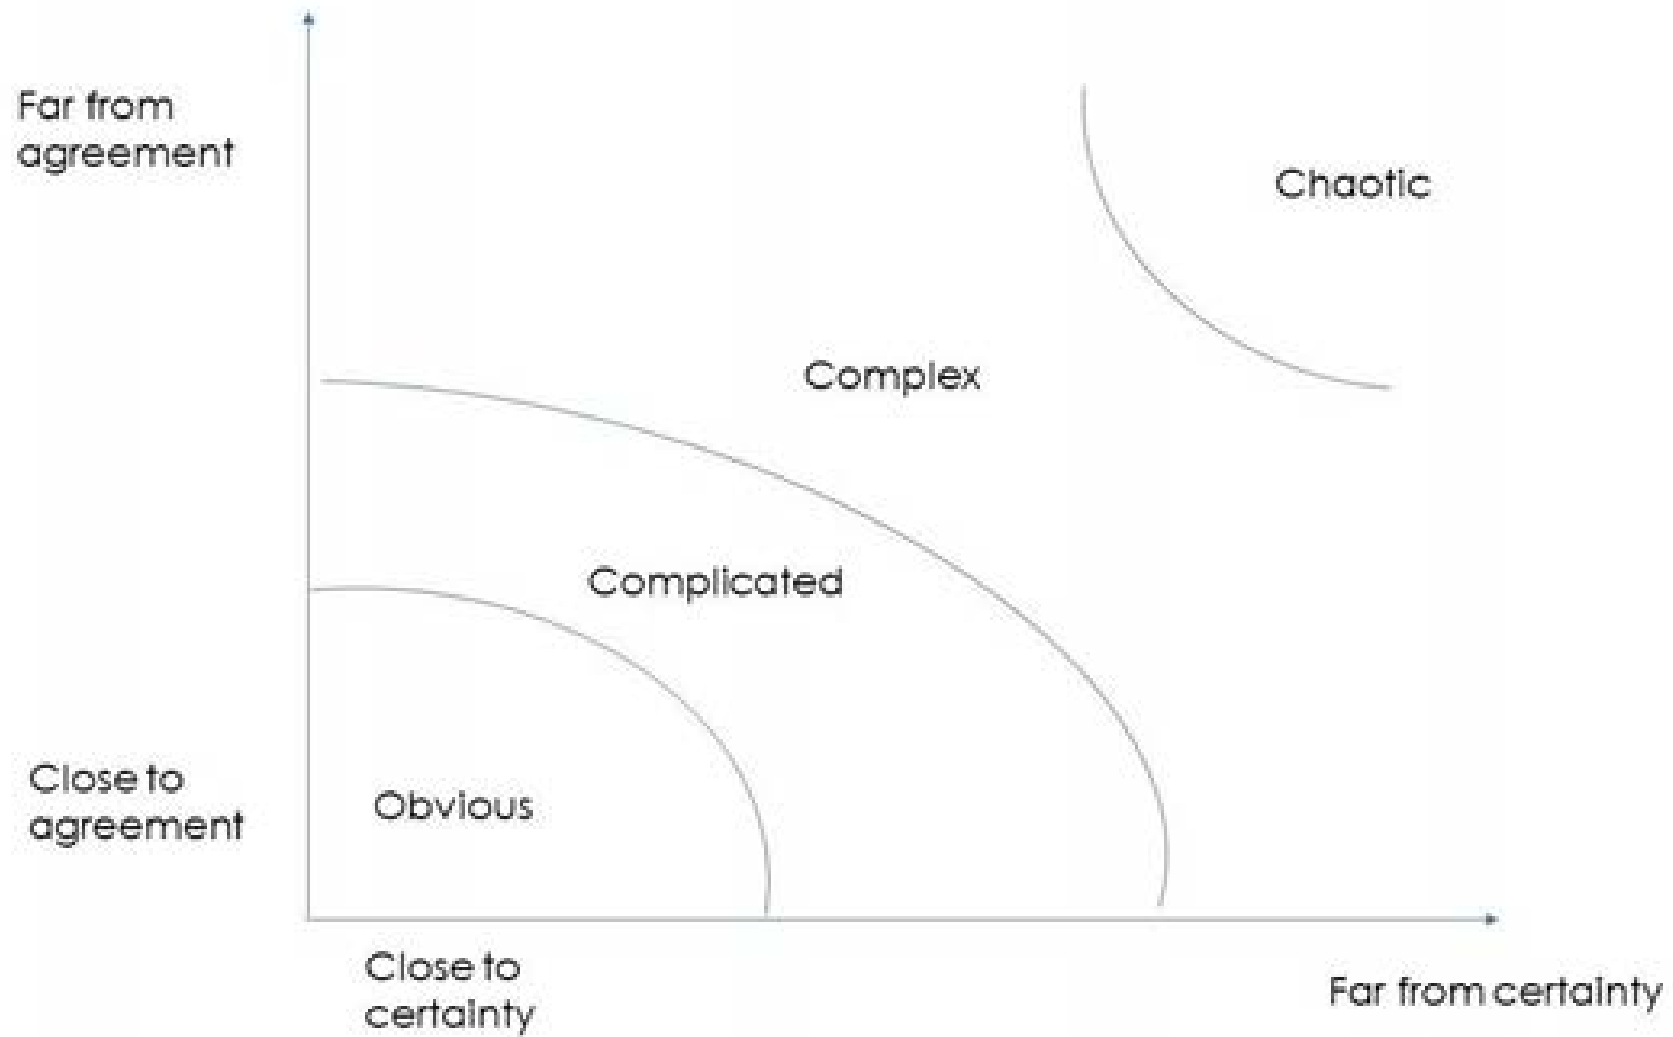 Far from
agreement
Chaotic
Complex
Complicated
Close to
agreement
Obvious
Close to
certainty
Far from certainty